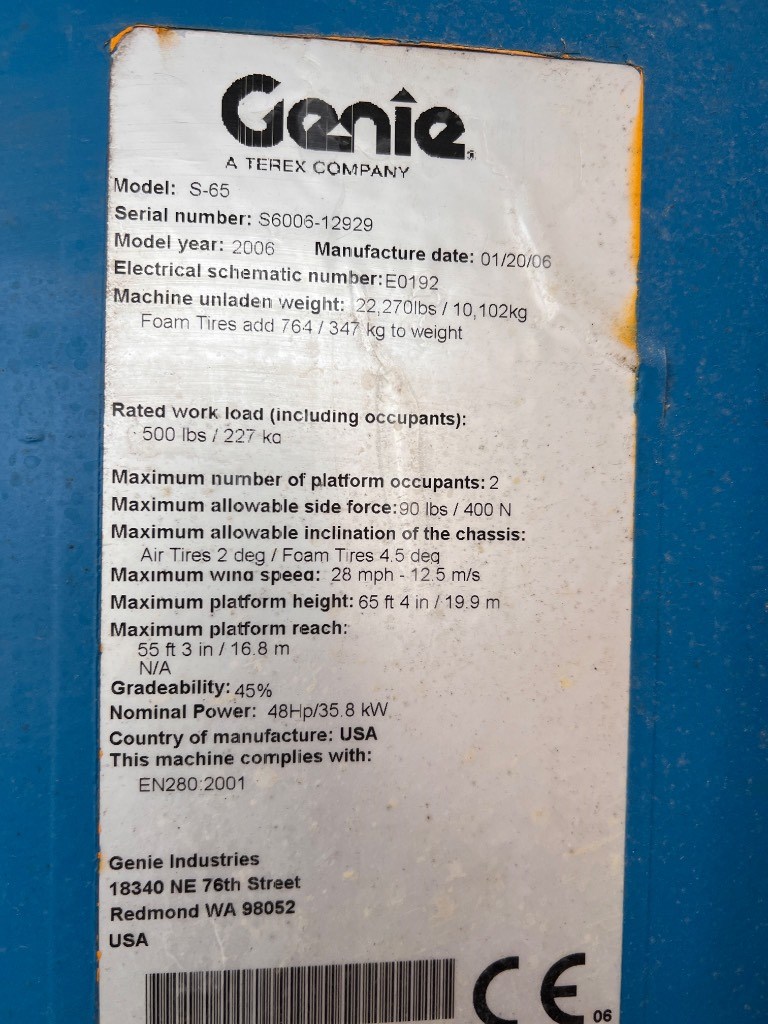 Genie
A TEREX COMPANY
Model: S-65
Serial number: S6006-12929
Model year: 2006 Manufacture date: 01/20/06
Electrical schematic number: E0192
Machine unladen weight: 22,270lbs / 10,102kg
Foam Tires add 764 / 347 kg to weight
Rated work load (including occupants):
500 lbs / 227 kg
Maximum number of platform occupants: 2
Maximum allowable side force: 90 lbs / 400 N
Maximum allowable inclination of the chassis:
Air Tires 2 deg / Foam Tires 4.5 deg
Maximum wind speed: 28 mph - 12.5 m/s
Maximum platform height: 65 ft 4 in / 19.9 m
Maximum platform reach:
55 ft 3 in / 16.8 m
N/A
Gradeability: 45%
Nominal Power: 48Hp/35.8 kW
Country of manufacture: USA
This machine complies with:
EN280:2001
Genie Industries
18340 NE 76th Street
Redmond WA 98052
USA
CE 06